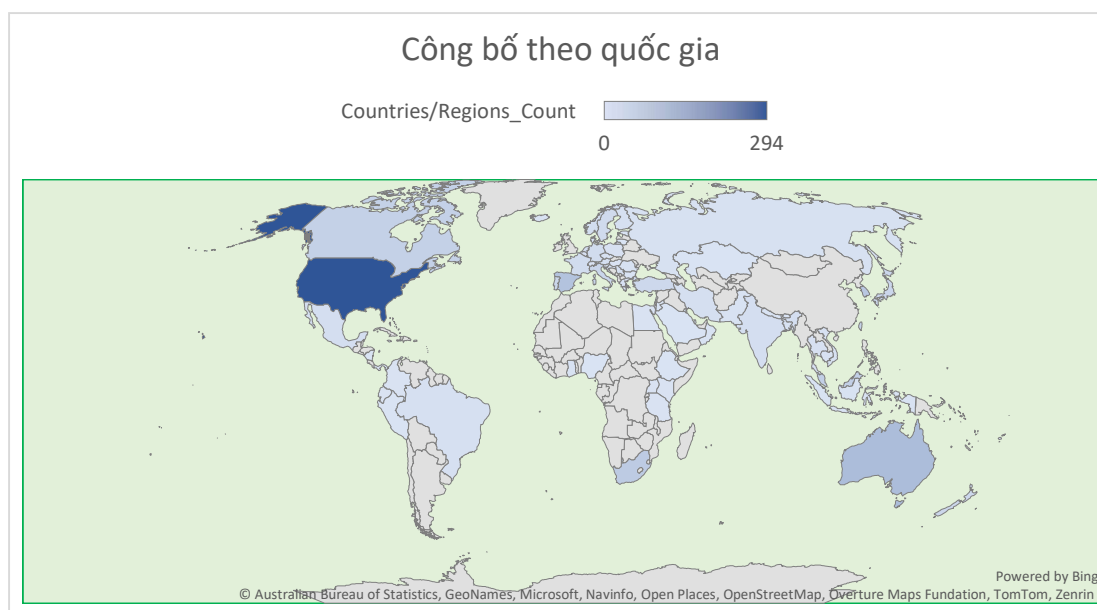 Công bố theo quốc gia
Countries/Regions_Count
0 294
Powered by Bing
© Australian Bureau of Statistics, GeoNames, Microsoft, Navinfo, Open Places, OpenStreetMap, Overture Maps Fundation, TomTom, Zenrin